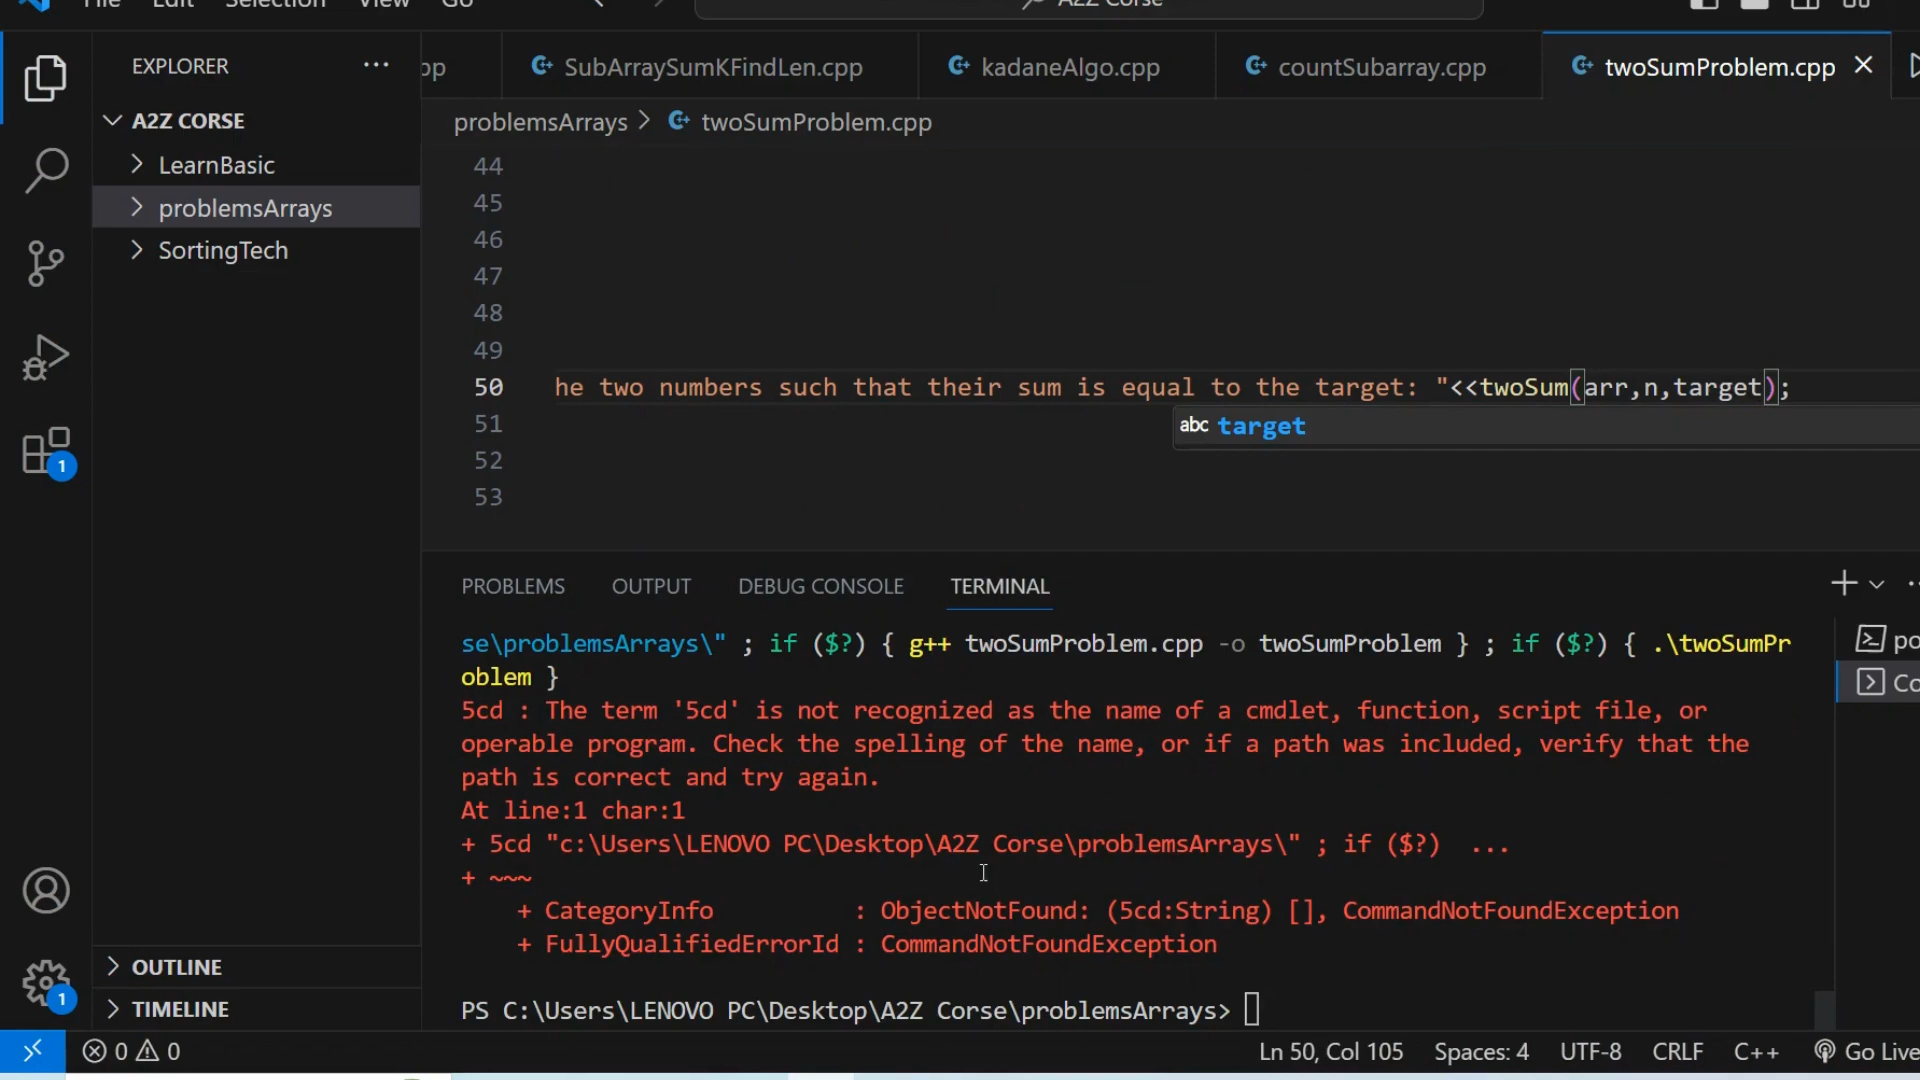 File Edit Selection View Go
A2Z Corse
EXPLORER ...
A2Z CORSE
LearnBasic
problemsArrays
SortingTech
OUTLINE
TIMELINE
pp SubArraySumKFindLen.cpp kadaneAlgo.cpp countSubarray.cpp twoSumProblem.cpp
problemsArrays > twoSumProblem.cpp
44
45
46
47
48
49
50 he two numbers such that their sum is equal to the target: "<<twoSum(arr,n,target);
51 abc target
52
53
PROBLEMS OUTPUT DEBUG CONSOLE TERMINAL
se\problemsArrays\" ; if ($?) { g++ twoSumProblem.cpp -o twoSumProblem } ; if ($?) { .\twoSumPr
oblem }
5cd : The term '5cd' is not recognized as the name of a cmdlet, function, script file, or
operable program. Check the spelling of the name, or if a path was included, verify that the
path is correct and try again.
At line:1 char:1
+ 5cd "c:\Users\LENOVO PC\Desktop\A2Z Corse\problemsArrays\" ; if ($?) ...
+ ~~~
+ CategoryInfo : ObjectNotFound: (5cd:String) [], CommandNotFoundException
+ FullyQualifiedErrorId : CommandNotFoundException
PS C:\Users\LENOVO PC\Desktop\A2Z Corse\problemsArrays>
po
Co
1
1
0 0 Ln 50, Col 105 Spaces: 4 UTF-8 CRLF C++ Go Live